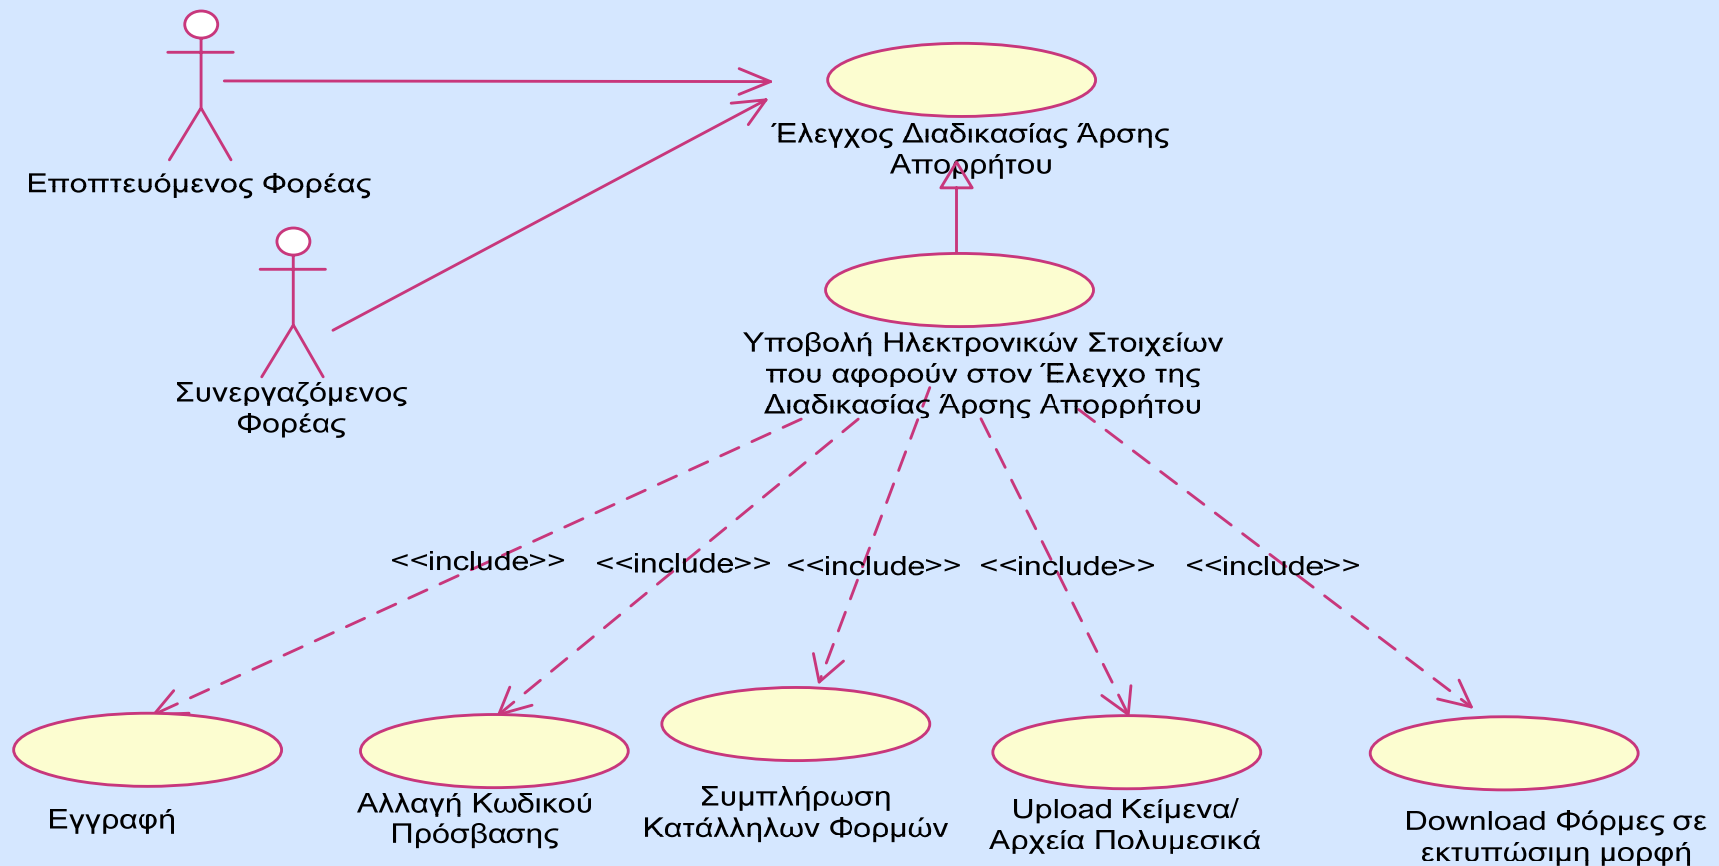 Έλεγχος Διαδικασίας Άρσης
Απορρήτου
Εποπτευόμενος Φορέας
Υποβολή Ηλεκτρονικών Στοιχείων
που αφορούν στον Έλεγχο της
Διαδικασίας Άρσης Απορρήτου
Συνεργαζόμενος
Φορέας
<<include>>
<<include>>
<<include>>
<<include>>
<<include>>
Εγγραφή
Αλλαγή Κωδικού
Πρόσβασης
Συμπλήρωση
Κατάλληλων Φορμών
Upload Κείμενα/
Αρχεία Πολυμεσικά
Download Φόρμες σε
εκτυπώσιμη μορφή